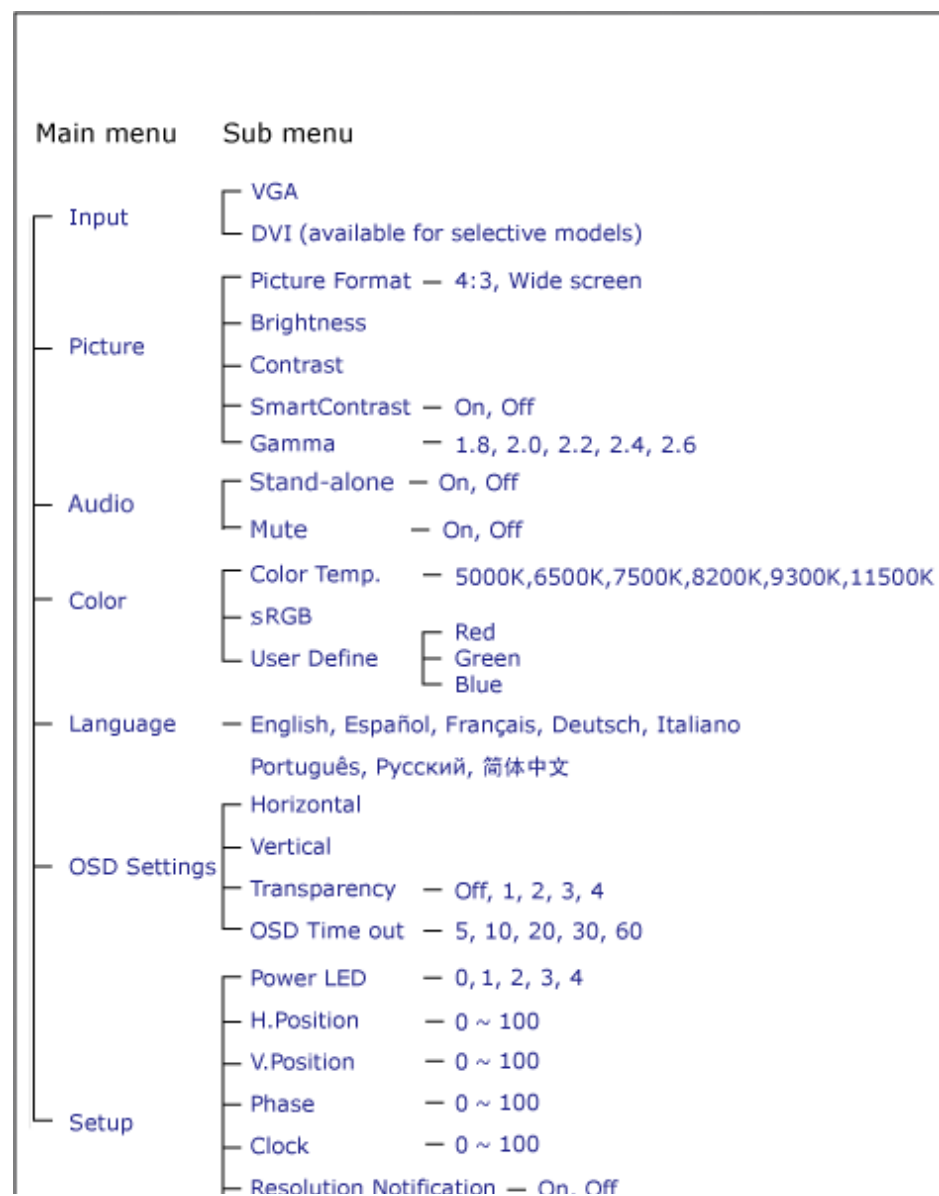 Main menu Sub menu
VGA
Input
DVI (available for selective models)
Picture Format — 4:3, Wide screen
Brightness
Picture
Contrast
SmartContrast — On, Off
Gamma — 1.8, 2.0, 2.2, 2.4, 2.6
Stand-alone — On, Off
Audio
Mute — On, Off
Color Temp. — 5000K,6500K,7500K,8200K,9300K,11500K
Color
sRGB
Red
User Define Green
Blue
Language — English, Español, Français, Deutsch, Italiano
Português, Русский, 简体中文
Horizontal
Vertical
OSD Settings
Transparency — Off, 1, 2, 3, 4
OSD Time out — 5, 10, 20, 30, 60
Power LED — 0, 1, 2, 3, 4
H.Position — 0 ~ 100
V.Position — 0 ~ 100
Phase — 0 ~ 100
Setup
Clock — 0 ~ 100
Resolution Notification — On, Off